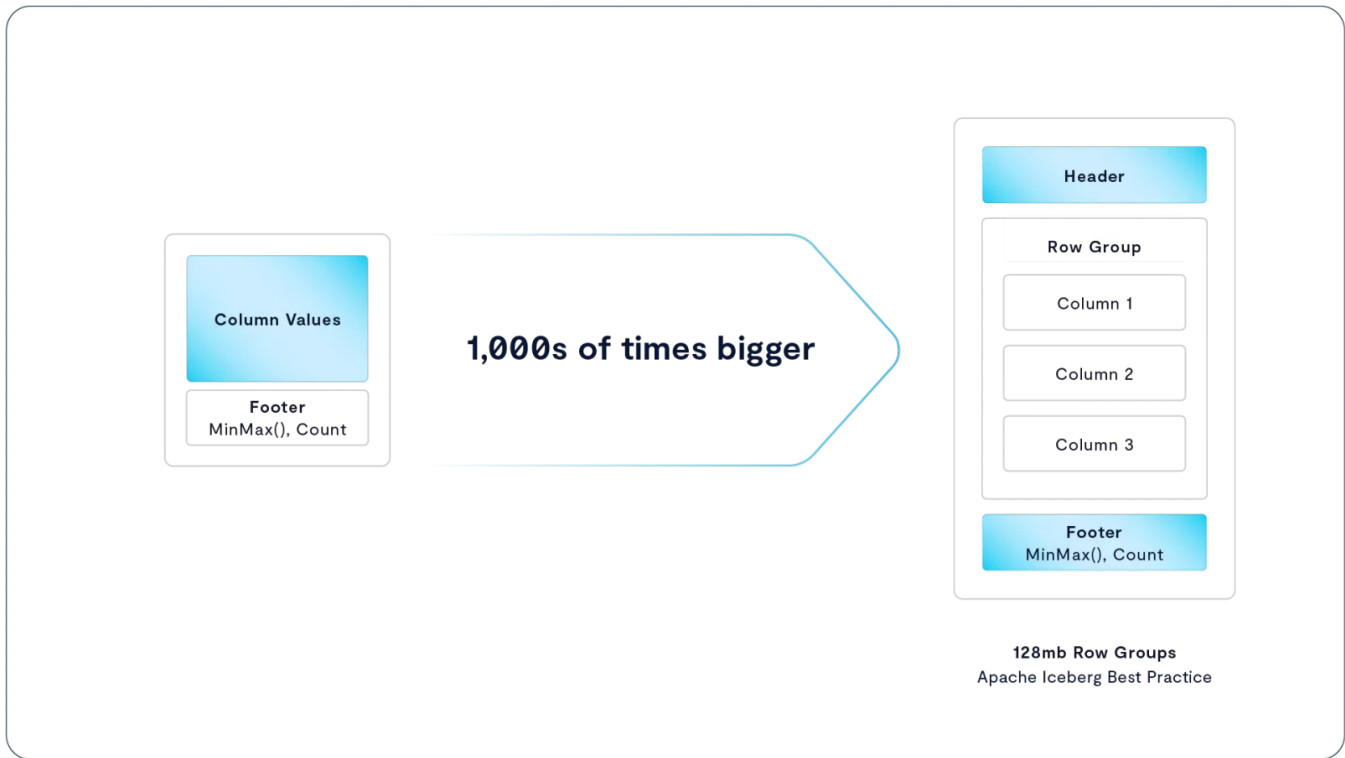 Column Values
Footer
MinMax(), Count
1,000s of times bigger
Header
Row Group
Column 1
Column 2
Column 3
Footer
MinMax(), Count
128mb Row Groups
Apache Iceberg Best Practice